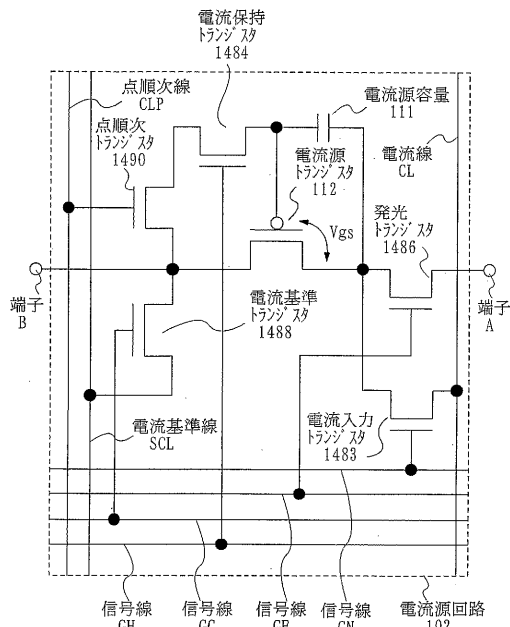 電流保持
トランジスタ
1484
点順次線
CLP
点順次
トランジスタ
1490
電流源容量
111
電流源
トランジスタ
112
電流線
CL
Vgs
発光
トランジスタ
1486
端子
B
端子
A
電流基準
トランジスタ
1488
電流基準線
SCL
電流入力
トランジスタ
1483
信号線
CH
信号線
GC
信号線
CE
信号線
CN
電流源回路
102